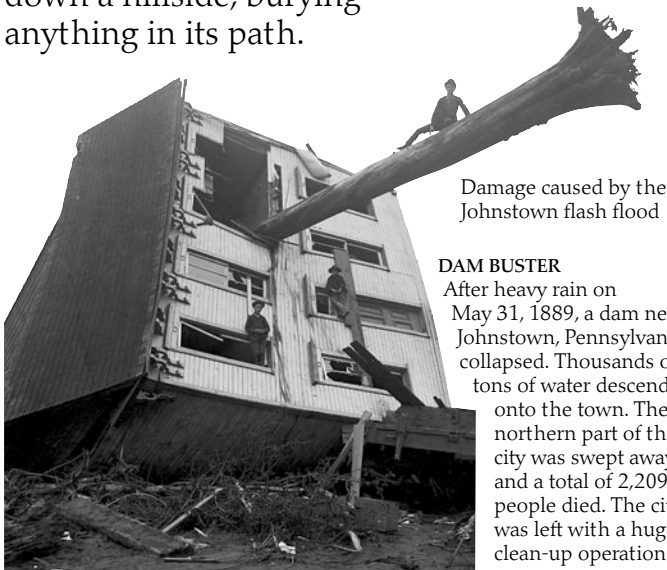 down a hillside, burying
anything in its path.
Damage caused by the
Johnstown flash flood
DAM BUSTER
After heavy rain on
May 31, 1889, a dam
Johnstown,
collapsed. Thousands
tons of water
onto the town. The
northern part of
city was swept
and a total of 2,209
people died. The
was left with a
clean-up operation